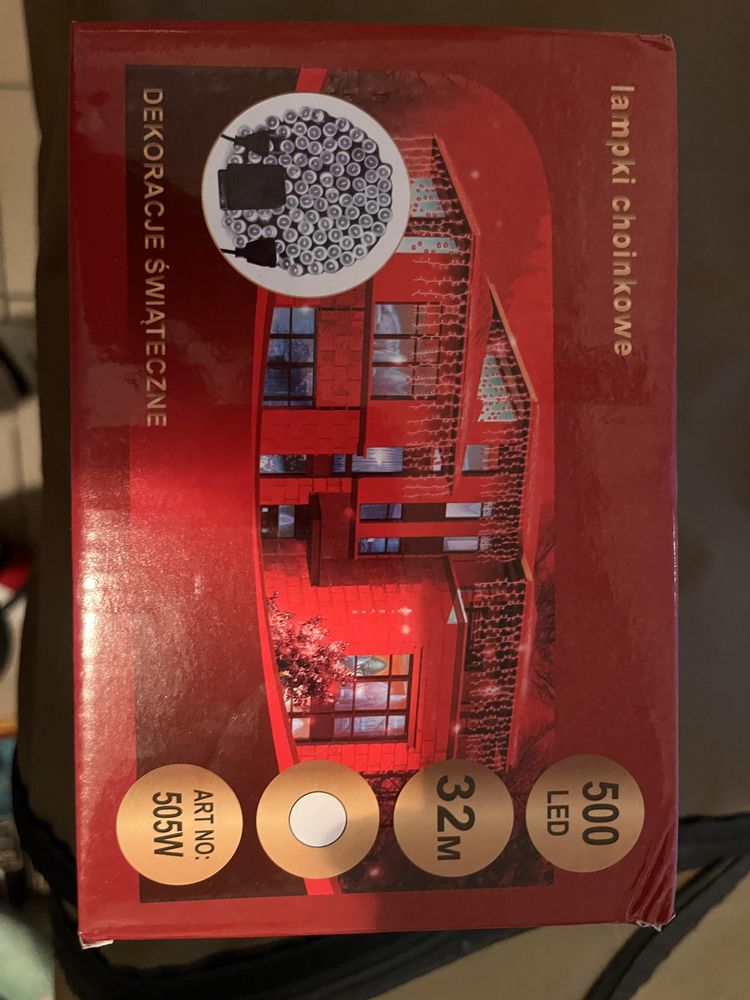 lampki choinkowe
500
LED
32M
ART NO:
505W
DEKORACJE ŚWIĄTECZNE